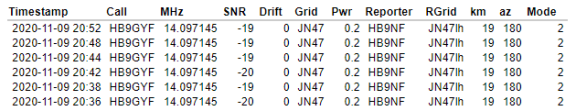 Timestamp Call MHz SNR Drift Grid Pwr Reporter RGrid km az Mode
2020-11-09 20:52 HB9GYF 14.097145 -19 0 JN47 0.2 HB9NF JN47lh 19 180 2
2020-11-09 20:48 HB9GYF 14.097145 -19 0 JN47 0.2 HB9NF JN47lh 19 180 2
2020-11-09 20:44 HB9GYF 14.097145 -19 0 JN47 0.2 HB9NF JN47lh 19 180 2
2020-11-09 20:42 HB9GYF 14.097145 -20 0 JN47 0.2 HB9NF JN47lh 19 180 2
2020-11-09 20:38 HB9GYF 14.097145 -19 0 JN47 0.2 HB9NF JN47lh 19 180 2
2020-11-09 20:36 HB9GYF 14.097145 -20 0 JN47 0.2 HB9NF JN47lh 19 180 2